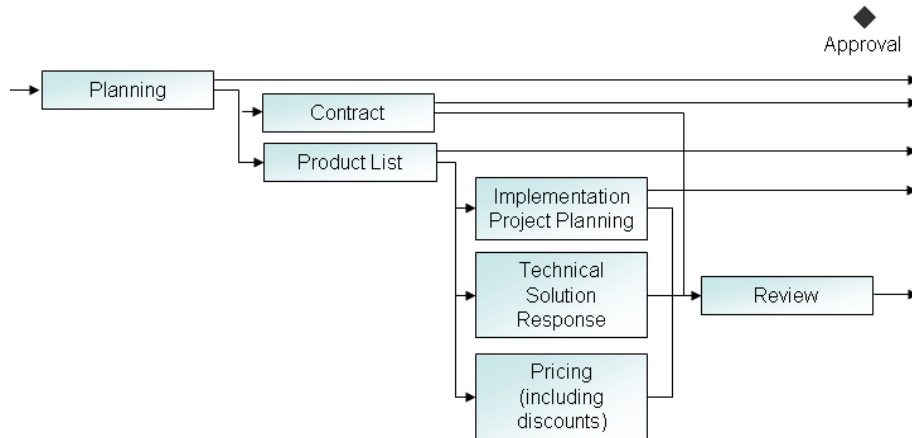 Approval
Planning
Contract
Product List
Implementation
Project Planning
Technical
Solution
Response
Review
Pricing
(including
discounts)